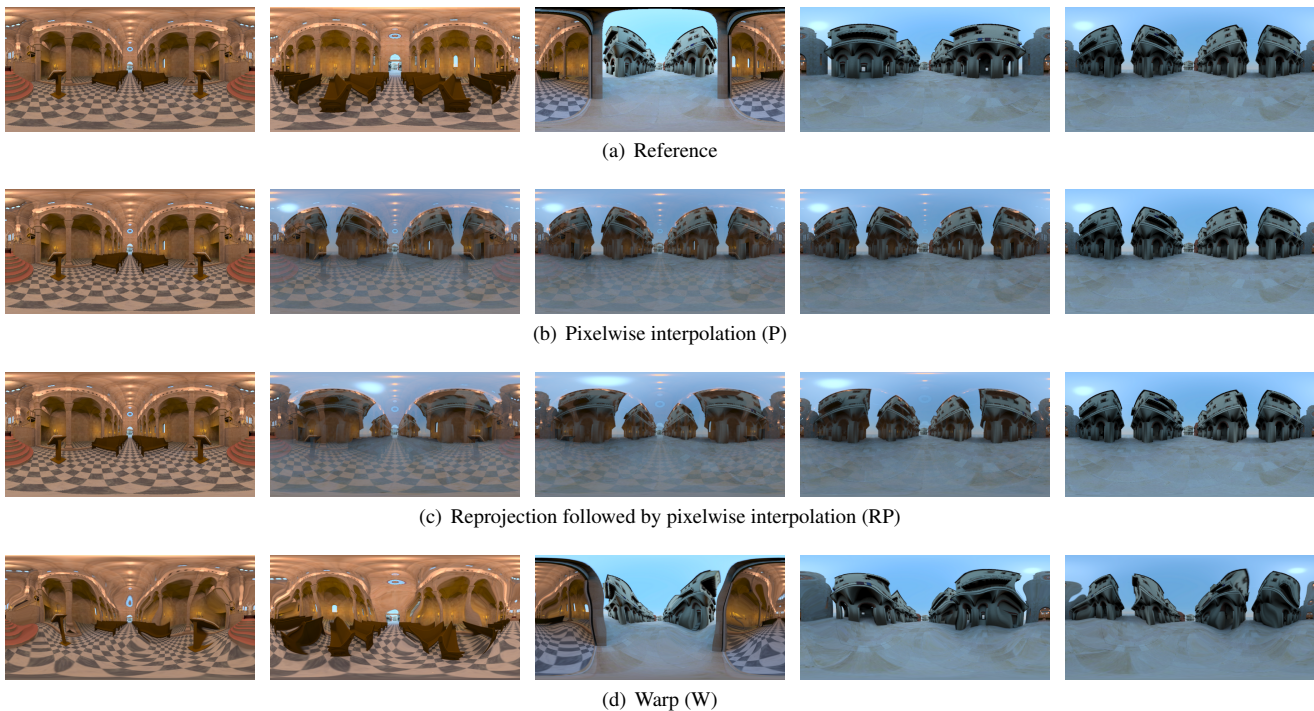 (a) Reference
(b) Pixelwise interpolation (P)
(c) Reprojection followed by pixelwise interpolation (RP)
(d) Warp (W)